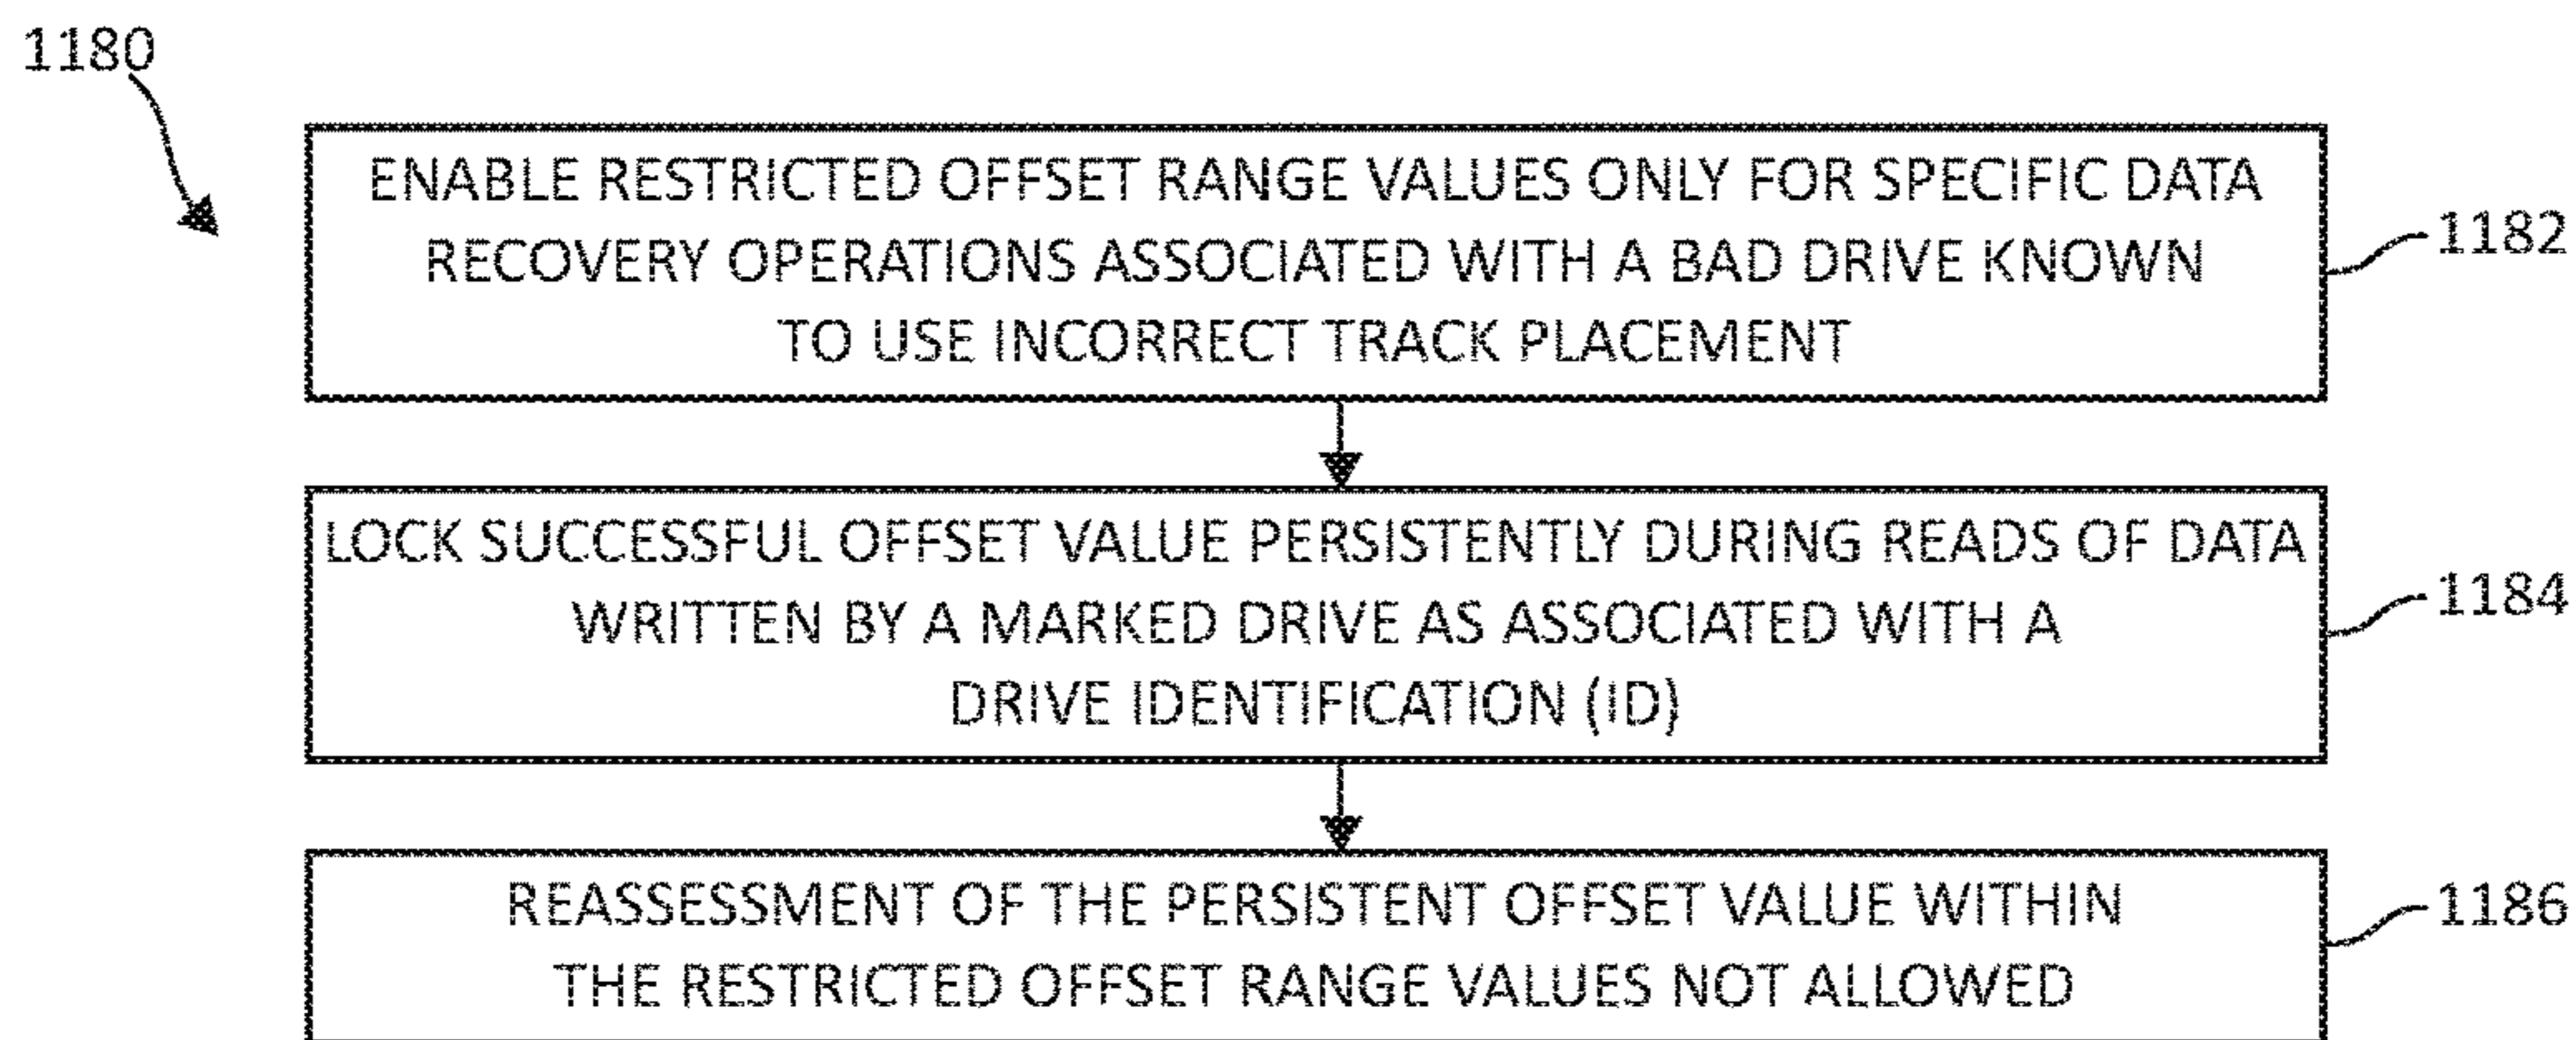 1180
ENABLE RESTRICTED OFFSET RANGE VALUES ONLY FOR SPECIFIC DATA
RECOVERY OPERATIONS ASSOCIATED WITH A BAD DRIVE KNOWN
TO USE INCORRECT TRACK PLACEMENT
1182
LOCK SUCCESSFUL OFFSET VALUE PERSISTENTLY DURING READS OF DATA
WRITTEN BY A MARKED DRIVE AS ASSOCIATED WITH A
DRIVE IDENTIFICATION (ID)
1184
REASSESSMENT OF THE PERSISTENT OFFSET VALUE WITHIN
THE RESTRICTED OFFSET RANGE VALUES NOT ALLOWED
1186